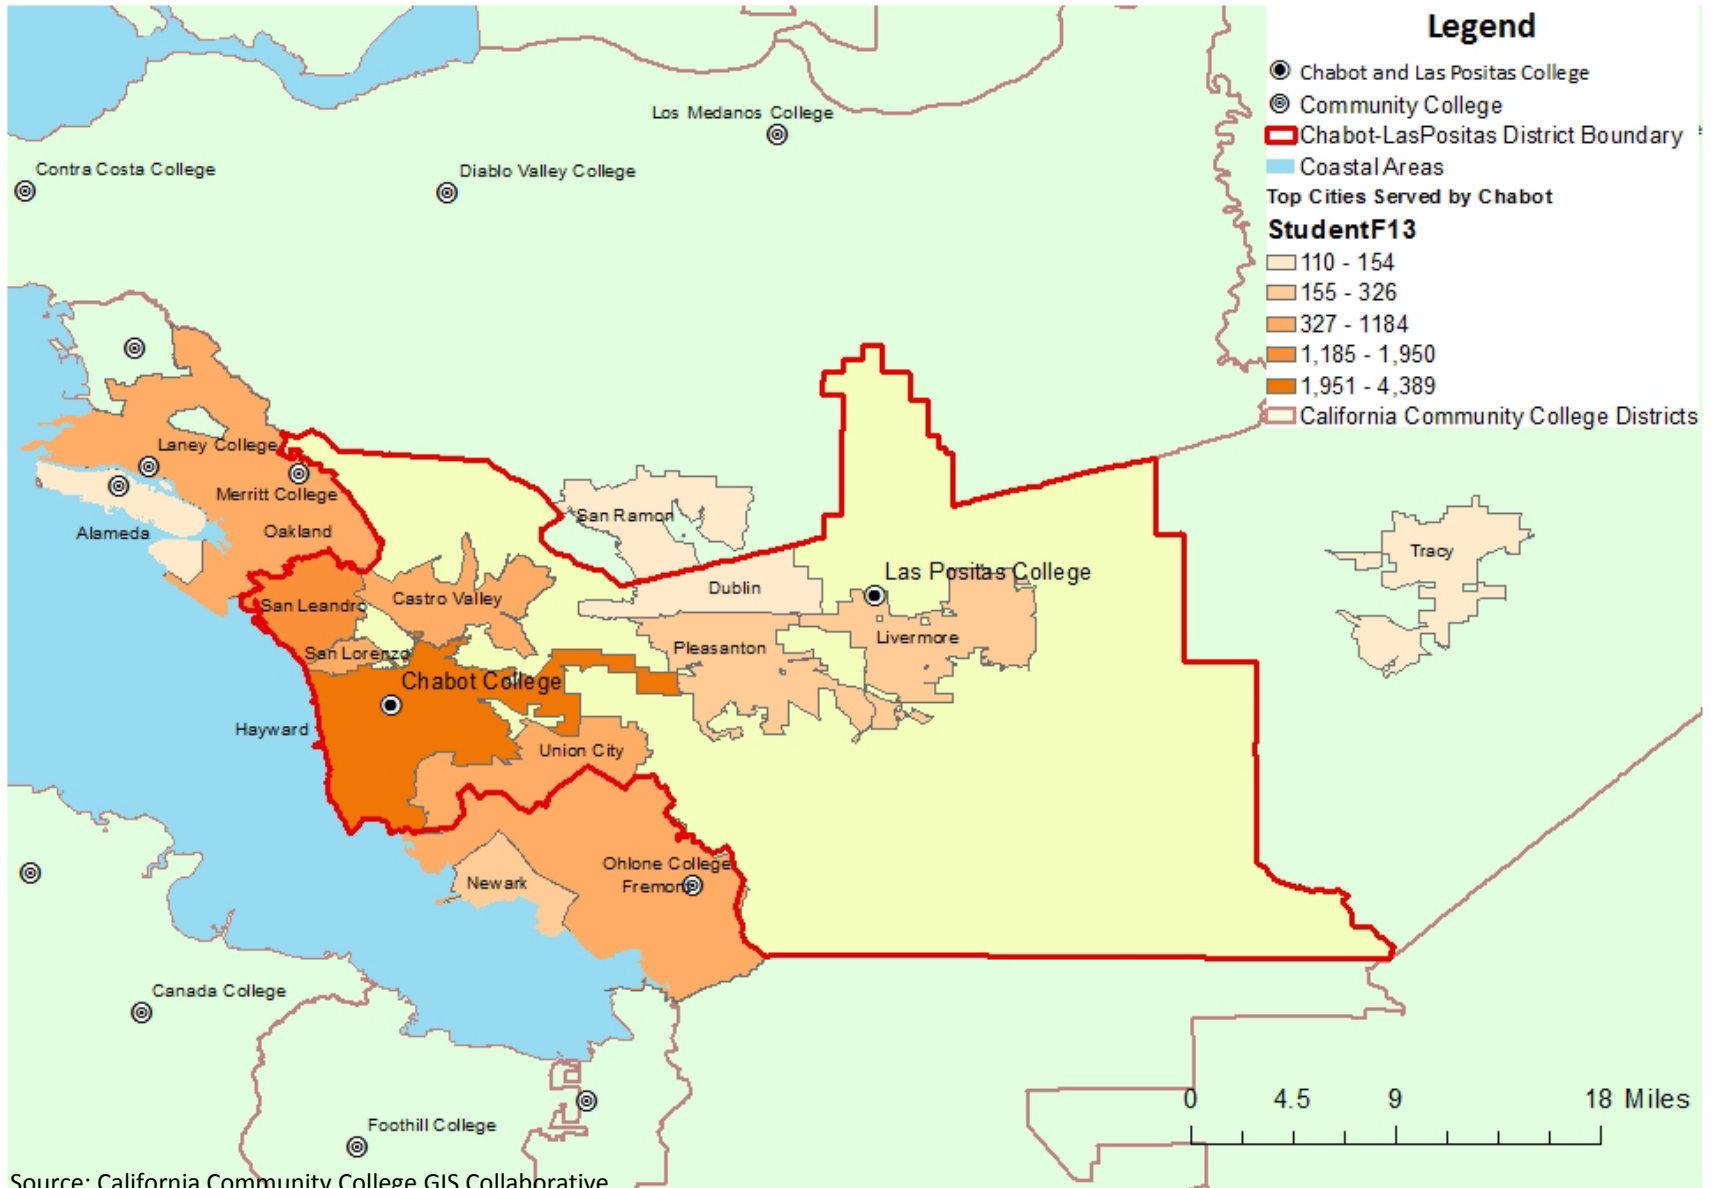 Legend
Chabot and Las Positas College
Community College
Chabot-LasPositas District Boundary
Coastal Areas
Top Cities Served by Chabot
StudentF13
110 - 154
155 - 326
327 - 1184
1,185 - 1,950
1,951 - 4,389
California Community College Districts
Los Medanos College
Contra Costa College
Diablo Valley College
Laney College
Merritt College
Alameda
Oakland
San Ramon
Tracy
Las Positas College
Dublin
San Leandro
Castro Valley
Livermore
Pleasanton
San Lorenzo
Chabot College
Hayward
Union City
Ohlone College
Fremont
Newark
Canada College
Foothill College
0 4.5 9 18 Miles
Source: California Community College GIS Collaborative